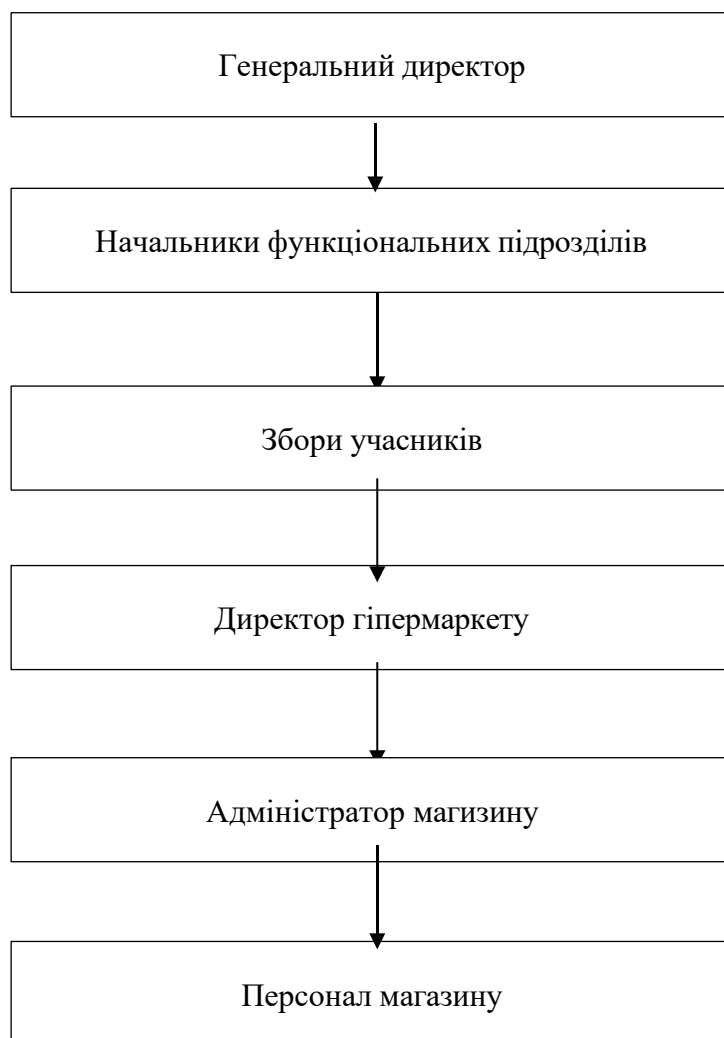 Генеральний директор
Начальники функціональних підрозділів
Збори учасників
Директор гіпермаркету
Адміністратор магизину
Персонал магазину